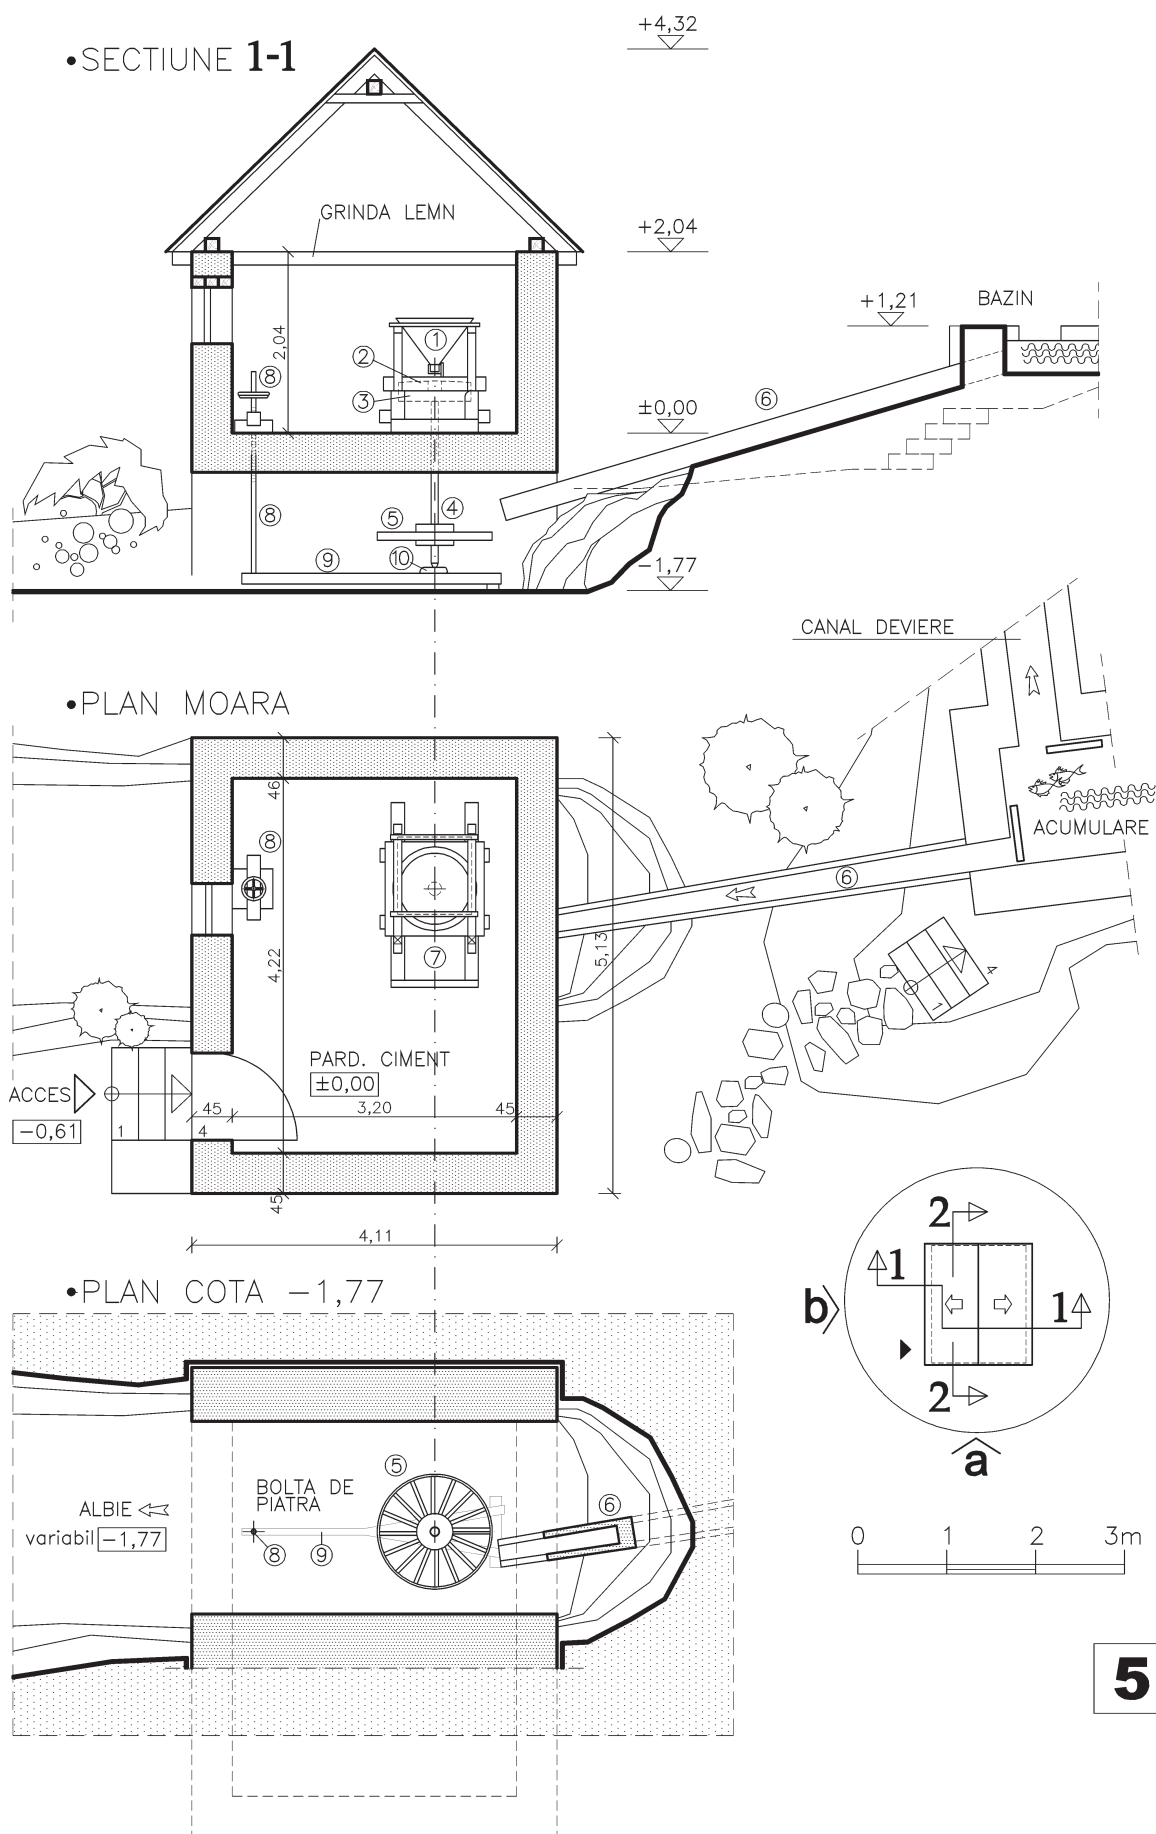 •SECTIUNE 1-1
+4,32
GRINDA LEMN
+2,04
+1,21
BAZIN
2,04
1
2
3
8
6
±0,00
8
5
4
9
10
-1,77
CANAL DEVIERE
•PLAN MOARA
46
8
7
4,22
5,13
6
ACUMULARE
1
4
PARD. CIMENT
±0,00
ACCES
-0,61
1
4
45
3,20
45
45
4,11
•PLAN COTA -1,77
2
1
b
1
2
a
BOLTA DE
PIATRA
5
6
ALBIE
variabil -1,77
8
9
0 1 2 3m
5